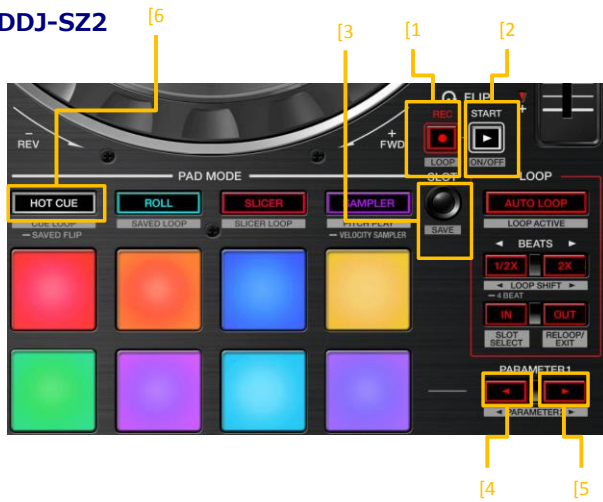 DDJ-SZ2
[6
[3
[1
[2
FLIP
REC
START
LOOP
ON/OFF
+
−
REV
+
FWD
PAD MODE
SLOT
LOOP
HOT CUE
ROLL
SLICER
SAMPLER
AUTO LOOP
CUE LOOP
SAVED LOOP
SLICER LOOP
PITCH PLAY
SAVE
LOOP ACTIVE
— SAVED FLIP
— VELOCITY SAMPLER
◄ BEATS ►
1/2X
2X
◄ LOOP SHIFT ►
— 4 BEAT
IN
OUT
SLOT SELECT
RELOOP/ EXIT
PARAMETER1
◄ PARAMETER2 ►
[4
[5